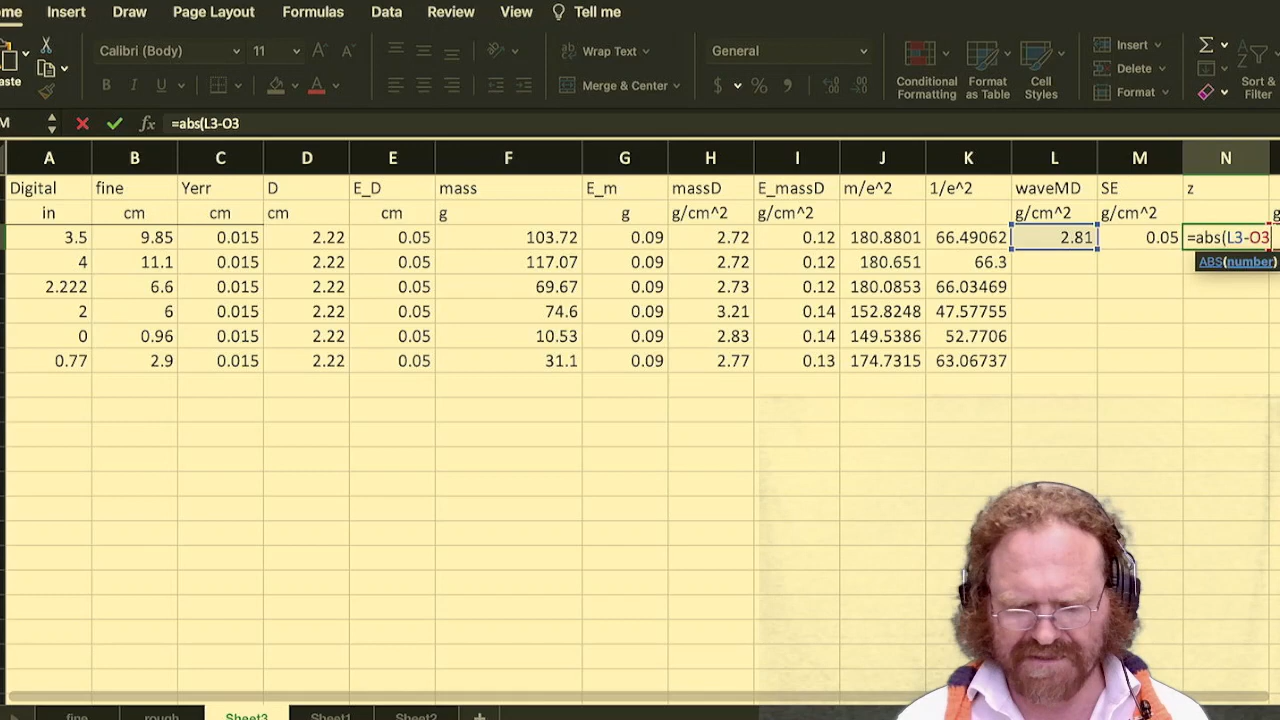 ome Insert Draw Page Layout Formulas Data Review View Tell me
Calibri (Body) 11 Wrap Text General Insert
Paste B I U A Merge & Center $ % Conditional Formatting Format as Table Cell Styles Delete Format Sort & Filter
M fx =abs(L3-O3
A B C D E F G H I J K L M N
Digital fine Yerr D E_D mass E_m massD E_massD m/e^2 1/e^2 waveMD SE z
in cm cm cm cm g g g/cm^2 g/cm^2 g/cm^2 g/cm^2 g
3.5 9.85 0.015 2.22 0.05 103.72 0.09 2.72 0.12 180.8801 66.49062 2.81 0.05 =abs(L3-O3
4 11.1 0.015 2.22 0.05 117.07 0.09 2.72 0.12 180.651 66.3 ABS(number)
2.222 6.6 0.015 2.22 0.05 69.67 0.09 2.73 0.12 180.0853 66.03469
2 6 0.015 2.22 0.05 74.6 0.09 3.21 0.14 152.8248 47.57755
0 0.96 0.015 2.22 0.05 10.53 0.09 2.83 0.14 149.5386 52.7706
0.77 2.9 0.015 2.22 0.05 31.1 0.09 2.77 0.13 174.7315 63.06737
fine rough Sheet3 Sheet1 Sheet2 +